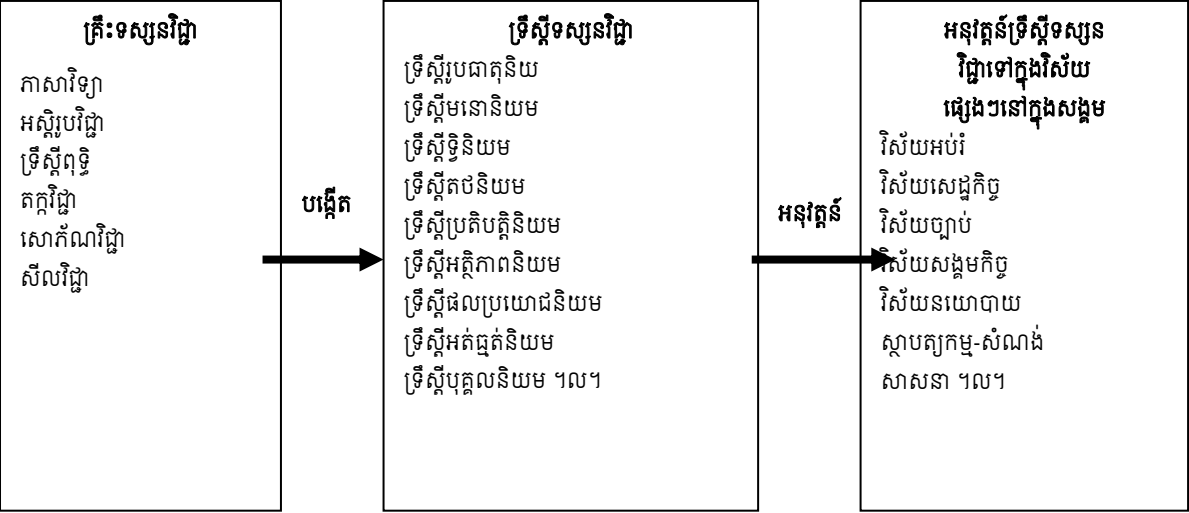 គ្រឹះទស្សនវិជ្ជា
ភាសាវិទ្យា
អស្តិរូបវិជ្ជា
ទ្រឹស្តីពុទ្ធិ
តក្កវិជ្ជា
សោភ័ណវិជ្ជា
សីលវិជ្ជា
បង្កើត
ទ្រឹស្តីទស្សនវិជ្ជា
ទ្រឹស្តីរូបធាតុនិយ
ទ្រឹស្តីមនោនិយម
ទ្រឹស្តីទ្វិនិយម
ទ្រឹស្តីតថនិយម
ទ្រឹស្តីប្រតិបត្តិនិយម
ទ្រឹស្តីអត្ថិភាពនិយម
ទ្រឹស្តីផលប្រយោជនិយម
ទ្រឹស្តីអត់ធ្មត់និយម
ទ្រឹស្តីបុគ្គលនិយម ។ល។
អនុវត្តន៍
អនុវត្តន៍ទ្រឹស្តីទស្សន
វិជ្ជាទៅក្នុងវិស័យ
ផ្សេងៗនៅក្នុងសង្គម
វិស័យអប់រំ
វិស័យសេដ្ឋកិច្ច
វិស័យច្បាប់
វិស័យសង្គមកិច្ច
វិស័យនយោបាយ
ស្ថាបត្យកម្ម-សំណង់
សាសនា ។ល។